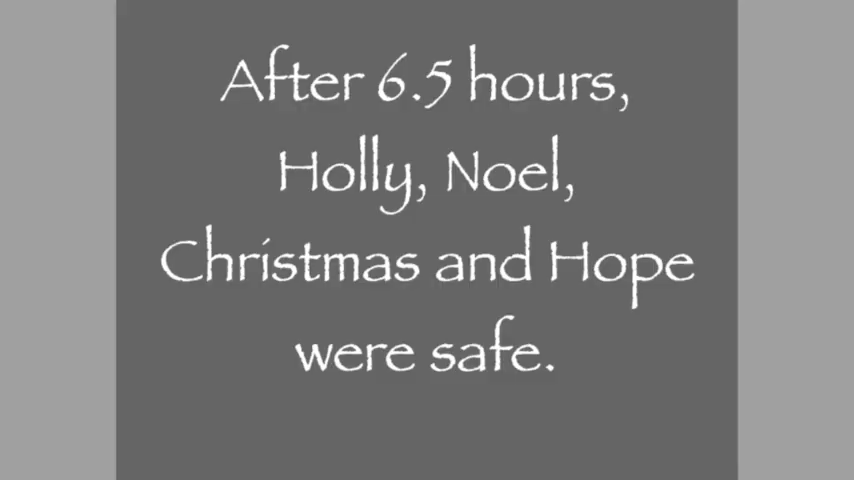 After 6.5 hours,
Holly, Noel,
Christmas and Hope
were safe.